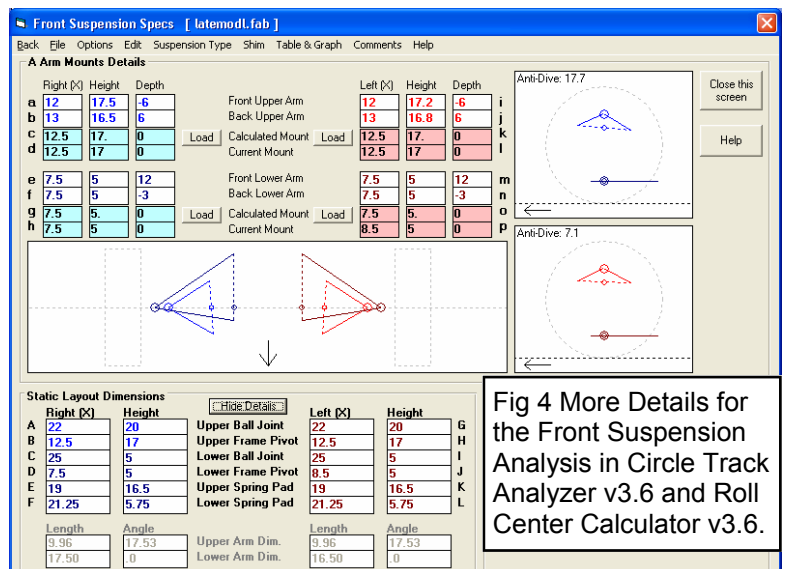 Front Suspension Specs [ latemodl.fab ]
Back File Options Edit Suspension Type Shim Table & Graph Comments Help
A Arm Mounts Details
Right (X) Height Depth Left (X) Height Depth
a 12 17.5 -6 Front Upper Arm 12 17.2 -6 i
b 13 16.5 6 Back Upper Arm 13 16.8 6 j
c 12.5 17. 0 Load Calculated Mount Load 12.5 17. 0 k
d 12.5 17 0 Current Mount 12.5 17 0 l
e 7.5 5 12 Front Lower Arm 7.5 5 12 m
f 7.5 5 -3 Back Lower Arm 7.5 5 -3 n
g 7.5 5. 0 Load Calculated Mount Load 7.5 5. 0 o
h 7.5 5 0 Current Mount 8.5 5 0 p
Anti-Dive: 17.7
Anti-Dive: 7.1
Close this
screen
Help
Static Layout Dimensions
Hide Details
Right (X) Height Left (X) Height
A 22 20 Upper Ball Joint 22 20 G
B 12.5 17 Upper Frame Pivot 12.5 17 H
C 25 5 Lower Ball Joint 25 5 I
D 7.5 5 Lower Frame Pivot 8.5 5 J
E 19 16.5 Upper Spring Pad 19 16.5 K
F 21.25 5.75 Lower Spring Pad 21.25 5.75 L
Length Angle Length Angle
9.96 17.53 Upper Arm Dim. 9.96 17.53
17.50 .0 Lower Arm Dim. 16.50 .0
Fig 4 More Details for
the Front Suspension
Analysis in Circle Track
Analyzer v3.6 and Roll
Center Calculator v3.6.